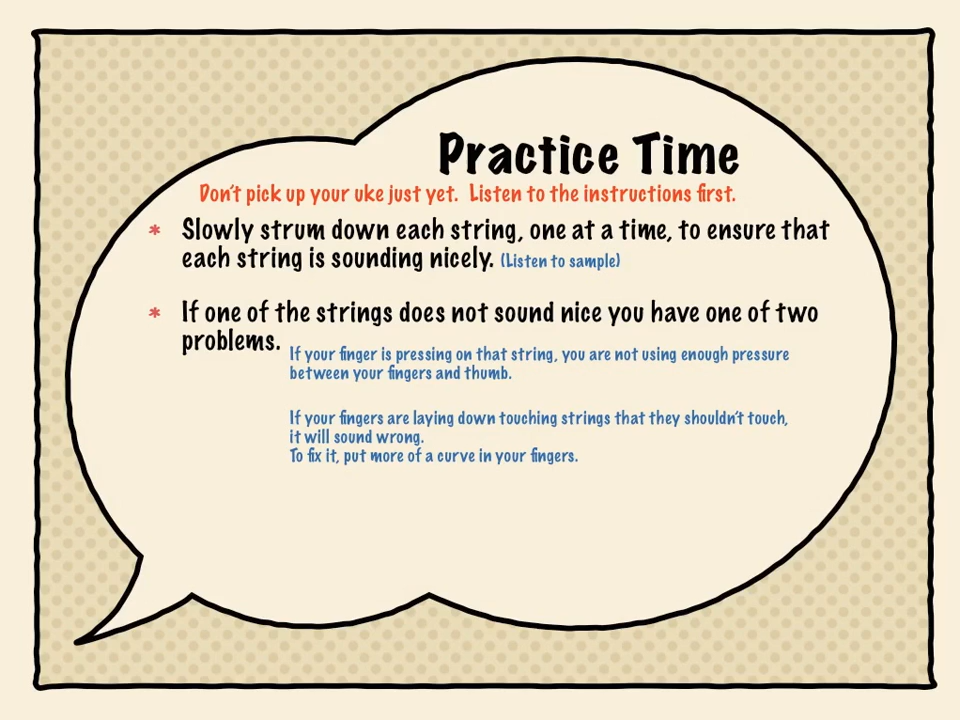 Practice Time
Don't pick up your uke just yet.  Listen to the instructions first.
* Slowly strum down each string, one at a time, to ensure that
each string is sounding nicely. (Listen to sample)
* If one of the strings does not sound nice you have one of two
problems.
If your finger is pressing on that string, you are not using enough pressure
between your fingers and thumb.
If your fingers are laying down touching strings that they shouldn't touch,
it will sound wrong.
To fix it, put more of a curve in your fingers.